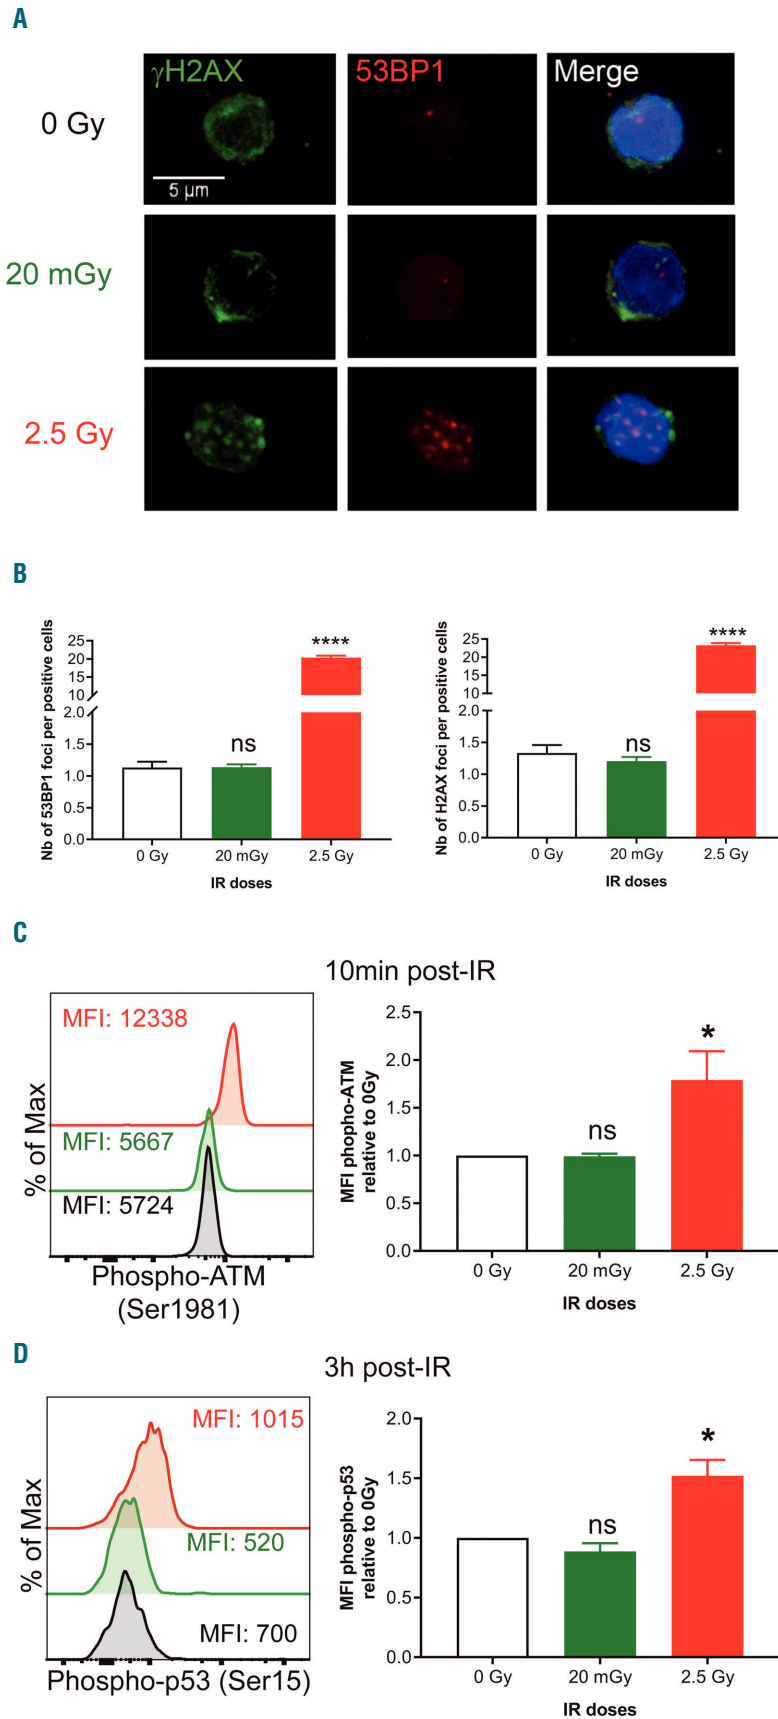 A
γH2AX
53BP1
Merge
0 Gy
5 µm
20 mGy
2.5 Gy
B
Nb of 53BP1 foci per positive cells
25
20
15
10
2.0
1.5
1.0
0.5
0.0
ns
****
0 Gy
20 mGy
2.5 Gy
IR doses
Nb of H2AX foci per positive cells
25
20
15
10
2.0
1.5
1.0
0.5
0.0
ns
****
0 Gy
20 mGy
2.5 Gy
IR doses
C
10min post-IR
% of Max
MFI: 12338
MFI: 5667
MFI: 5724
Phospho-ATM
(Ser1981)
MFI phopho-ATM
relative to 0Gy
2.5
2.0
1.5
1.0
0.5
0.0
ns
*
0 Gy
20 mGy
2.5 Gy
IR doses
D
3h post-IR
% of Max
MFI: 1015
MFI: 520
MFI: 700
Phospho-p53 (Ser15)
MFI phospho-p53
relative to 0Gy
2.0
1.5
1.0
0.5
0.0
ns
*
0 Gy
20 mGy
2.5 Gy
IR doses